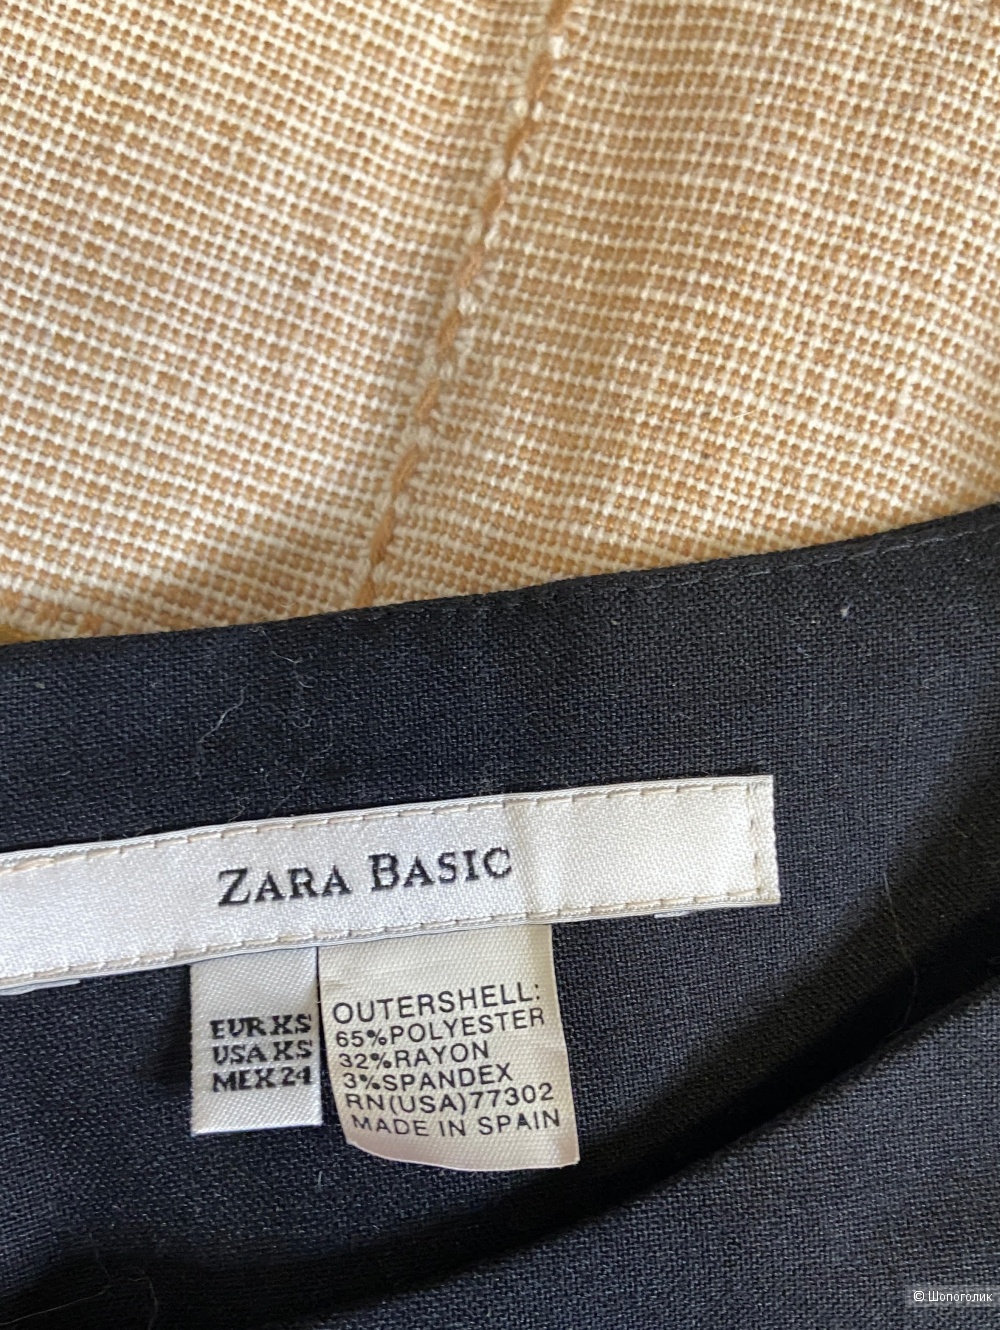 ZARA BASIC
EUR XS
USA XS
MEX 24
OUTERSHELL:
65%POLYESTER
32%RAYON
3%SPANDEX
RN(USA)77302
MADE IN SPAIN
© Шопоголик